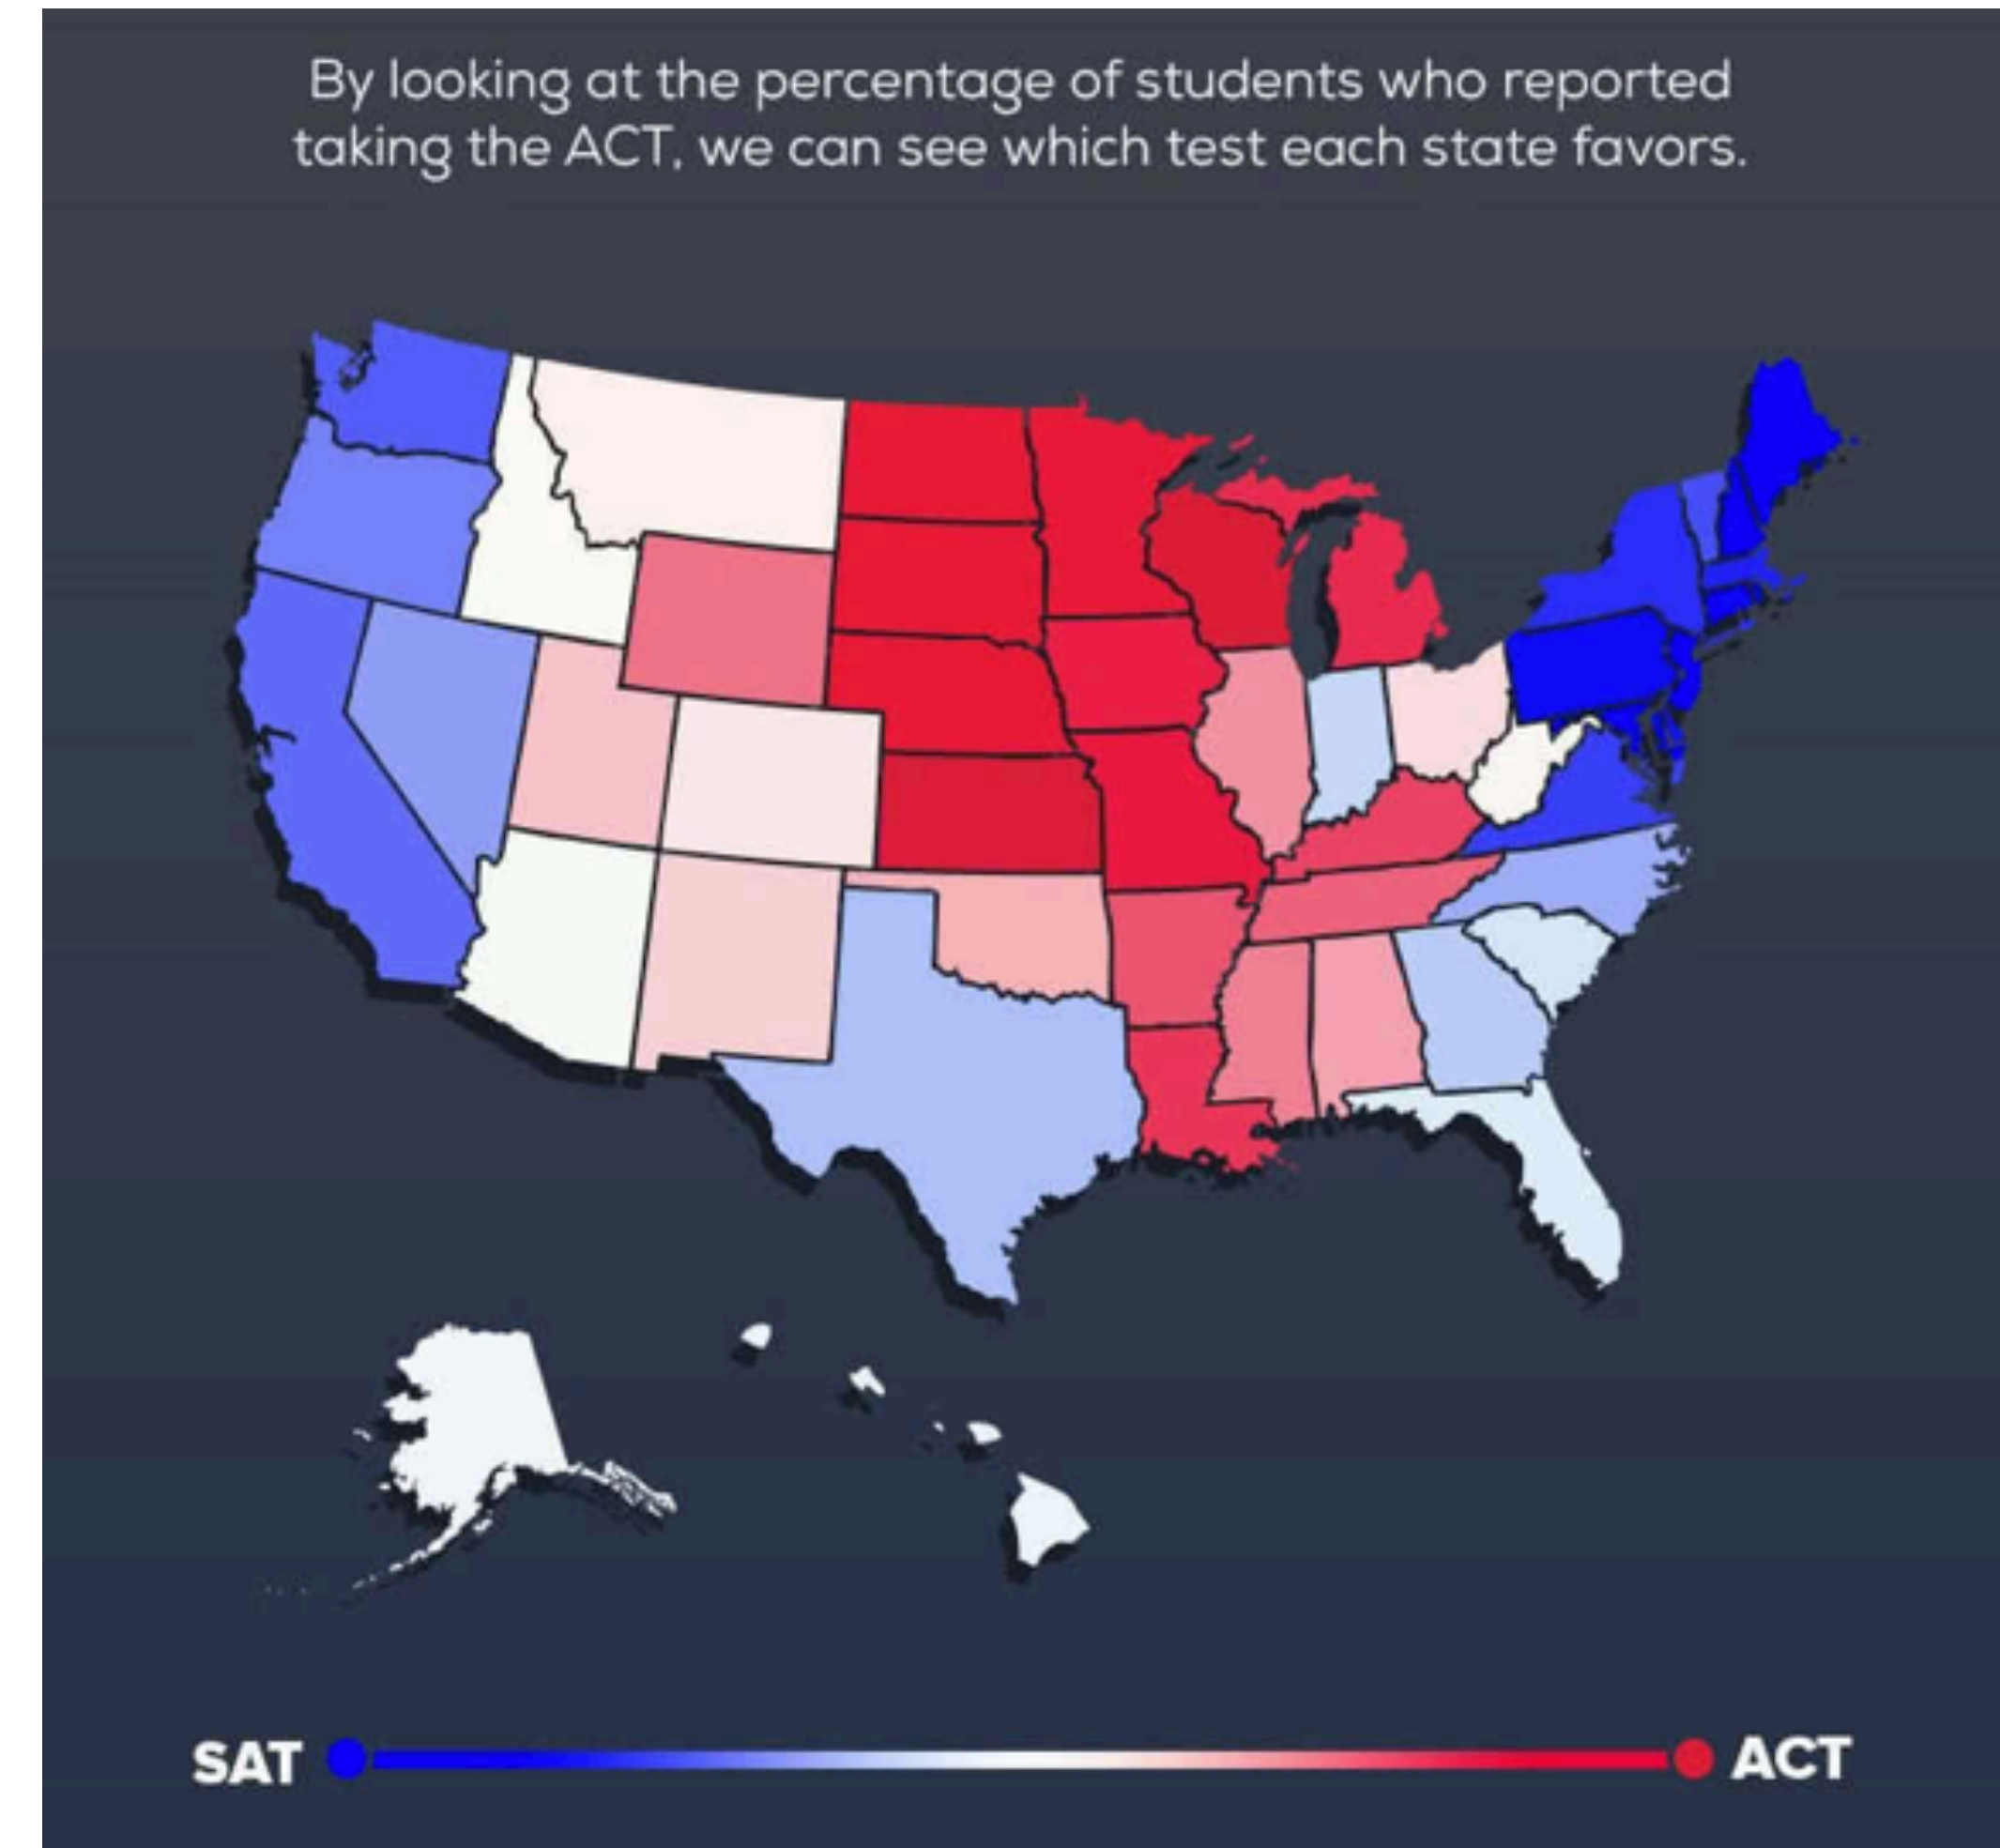 By looking at the percentage of students who reported
taking the ACT, we can see which test each state favors.
SAT
ACT